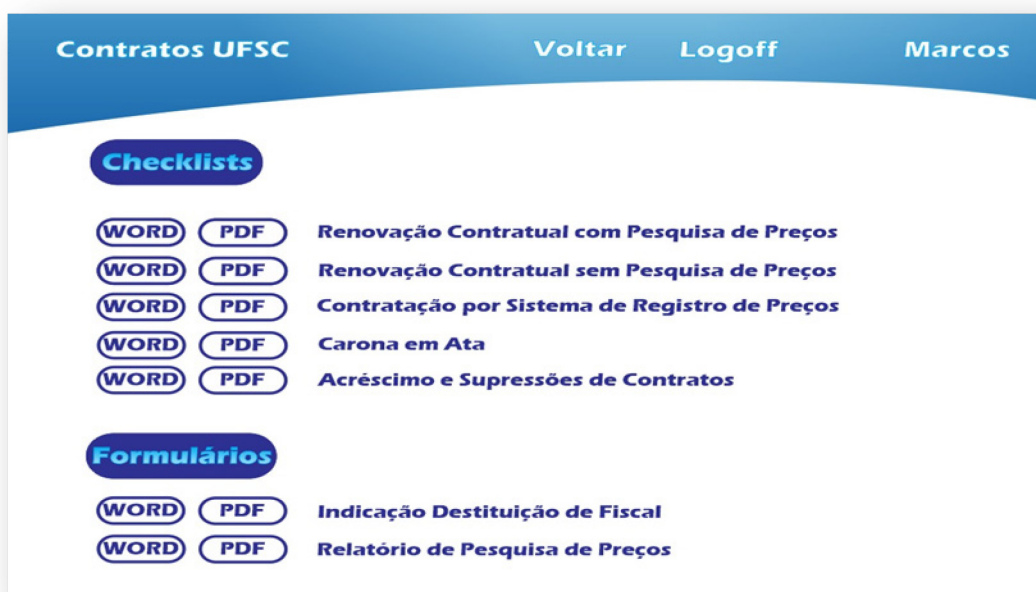 Contratos UFSC Voltar Logoff Marcos
Checklists
WORD PDF Renovação Contratual com Pesquisa de Preços
WORD PDF Renovação Contratual sem Pesquisa de Preços
WORD PDF Contratação por Sistema de Registro de Preços
WORD PDF Carona em Ata
WORD PDF Acréscimo e Supressões de Contratos
Formulários
WORD PDF Indicação Destituição de Fiscal
WORD PDF Relatório de Pesquisa de Preços